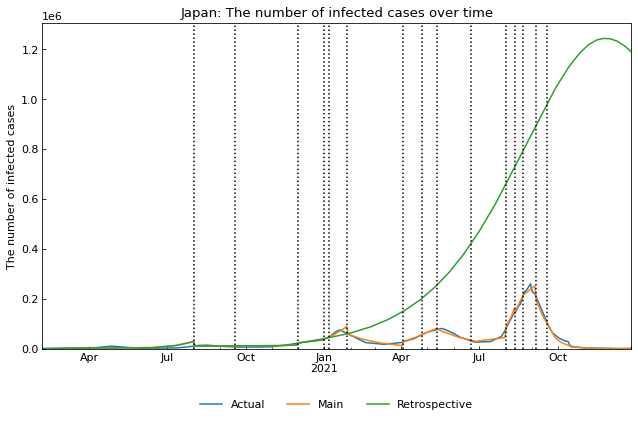 Japan: The number of infected cases over time
1e6
1.2
1.0
0.8
0.6
0.4
0.2
0.0
The number of infected cases
Apr Jul Oct Jan Apr Jul Oct
2021
Actual Main Retrospective